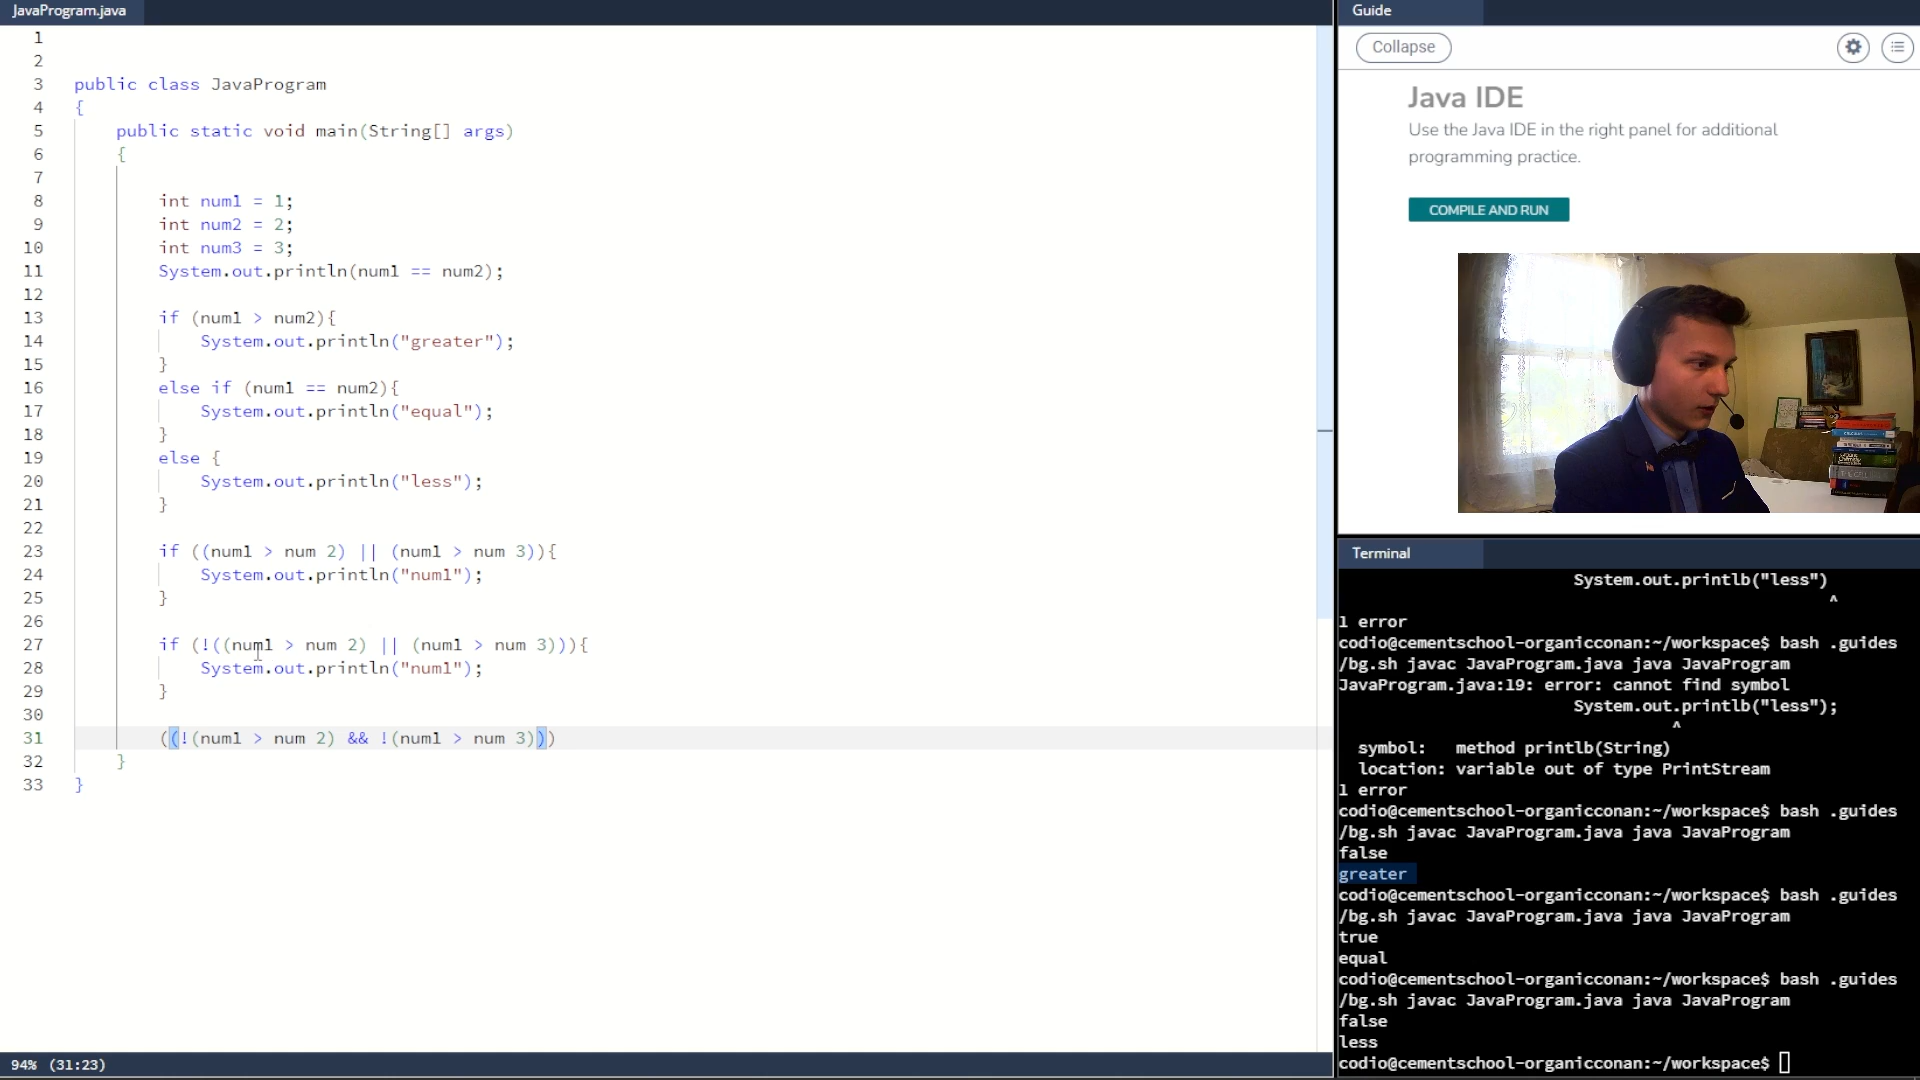 JavaProgram.java
1
2
3 public class JavaProgram
4 {
5 public static void main(String[] args)
6 {
7
8 int num1 = 1;
9 int num2 = 2;
10 int num3 = 3;
11 System.out.println(num1 == num2);
12
13 if (num1 > num2){
14 System.out.println("greater");
15 }
16 else if (num1 == num2){
17 System.out.println("equal");
18 }
19 else {
20 System.out.println("less");
21 }
22
23 if ((num1 > num 2) || (num1 > num 3)){
24 System.out.println("num1");
25 }
26
27 if (!((num1 > num 2) || (num1 > num 3))){
28 System.out.println("num1");
29 }
30
31 ((!(num1 > num 2) && !(num1 > num 3)))
32 }
33 }
94% (31:23)
Guide
Collapse
Java IDE
Use the Java IDE in the right panel for additional
programming practice.
COMPILE AND RUN
Terminal
System.out.printlb("less")
^
1 error
codio@cementschool-organicconan:~/workspace$ bash .guides
/bg.sh javac JavaProgram.java java JavaProgram
JavaProgram.java:19: error: cannot find symbol
System.out.printlb("less");
^
symbol: method printlb(String)
location: variable out of type PrintStream
1 error
codio@cementschool-organicconan:~/workspace$ bash .guides
/bg.sh javac JavaProgram.java java JavaProgram
false
greater
codio@cementschool-organicconan:~/workspace$ bash .guides
/bg.sh javac JavaProgram.java java JavaProgram
true
equal
codio@cementschool-organicconan:~/workspace$ bash .guides
/bg.sh javac JavaProgram.java java JavaProgram
false
less
codio@cementschool-organicconan:~/workspace$